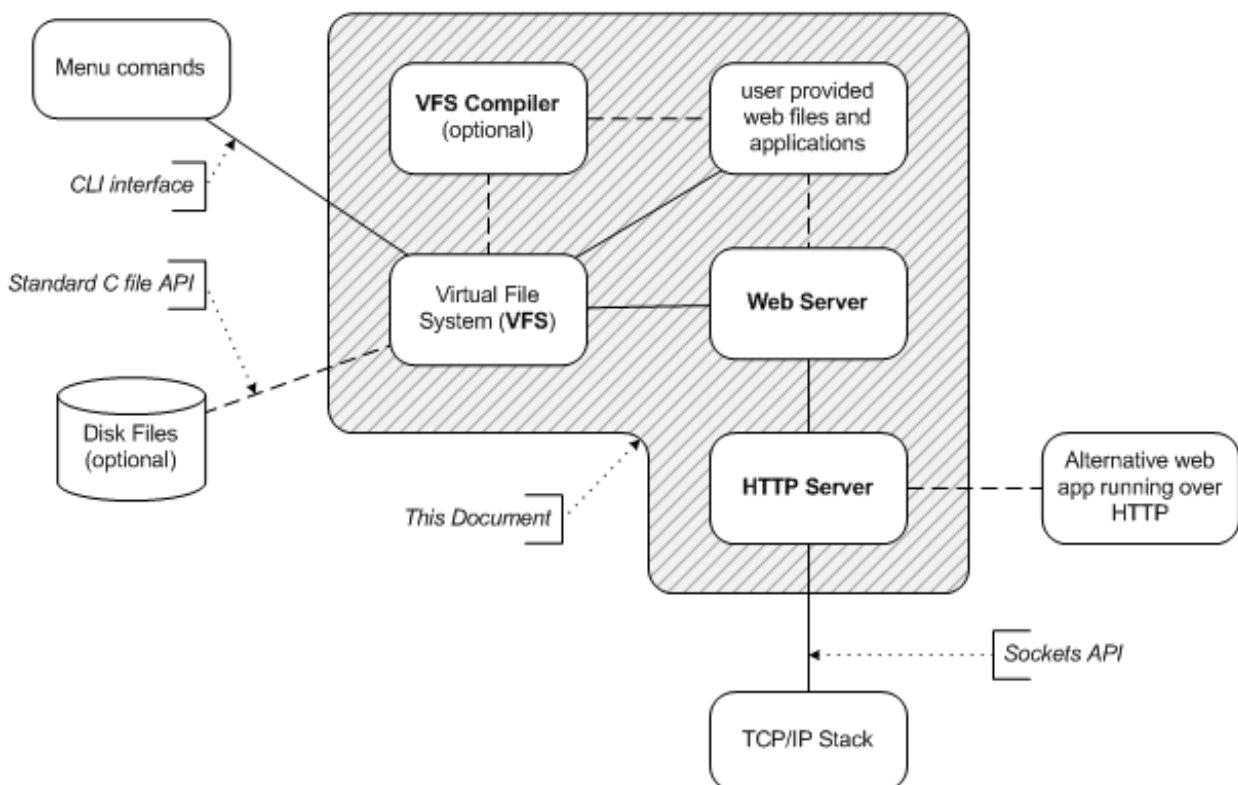 Menu comands
VFS Compiler
(optional)
user provided
web files and
applications
CLI interface
Standard C file API
Virtual File
System (VFS)
Web Server
Disk Files
(optional)
This Document
HTTP Server
Alternative web
app running over
HTTP
Sockets API
TCP/IP Stack